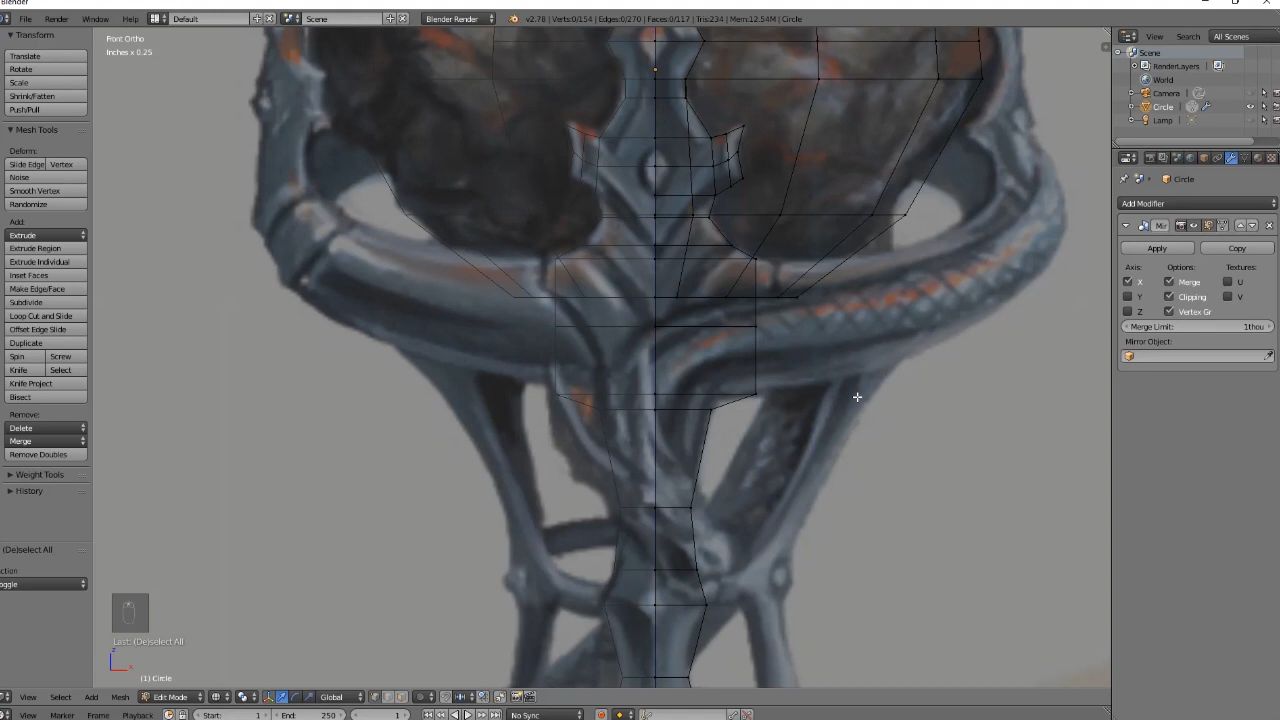 Blender
File Render Window Help Default Scene Blender Render v2.78 | Verts:0/154 | Edges:0/270 | Faces:0/117 | Tris:234 | Mem:12.54M | Circle
Transform
Translate
Rotate
Scale
Shrink/Fatten
Push/Pull
Mesh Tools
Deform:
Slide Edge Vertex
Noise
Smooth Vertex
Randomize
Add:
Extrude
Extrude Region
Extrude Individual
Inset Faces
Make Edge/Face
Subdivide
Loop Cut and Slide
Offset Edge Slide
Duplicate
Spin Screw
Knife Select
Knife Project
Bisect
Remove:
Delete
Merge
Remove Doubles
Weight Tools
History
(De)select All
ction
oggle
Front Ortho
Inches x 0.25
Last: (De)select All
z
x
(1) Circle
View Search All Scenes
Scene
RenderLayers
World
Camera
Circle
Lamp
Circle
Add Modifier
Mir
Apply Copy
Axis: Options: Textures:
X Merge U
Y Clipping V
Z Vertex Gr
Merge Limit: 1thou
Mirror Object:
View Select Add Mesh Edit Mode Global
View Marker Frame Playback Start: 1 End: 250 1 No Sync